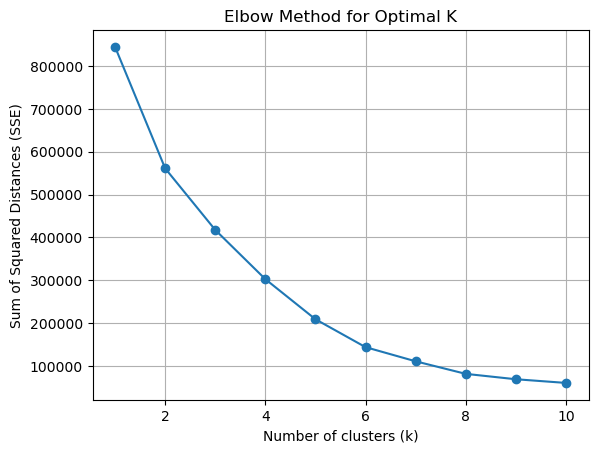 Elbow Method for Optimal K
Sum of Squared Distances (SSE)
800000
700000
600000
500000
400000
300000
200000
100000
2 4 6 8 10
Number of clusters (k)